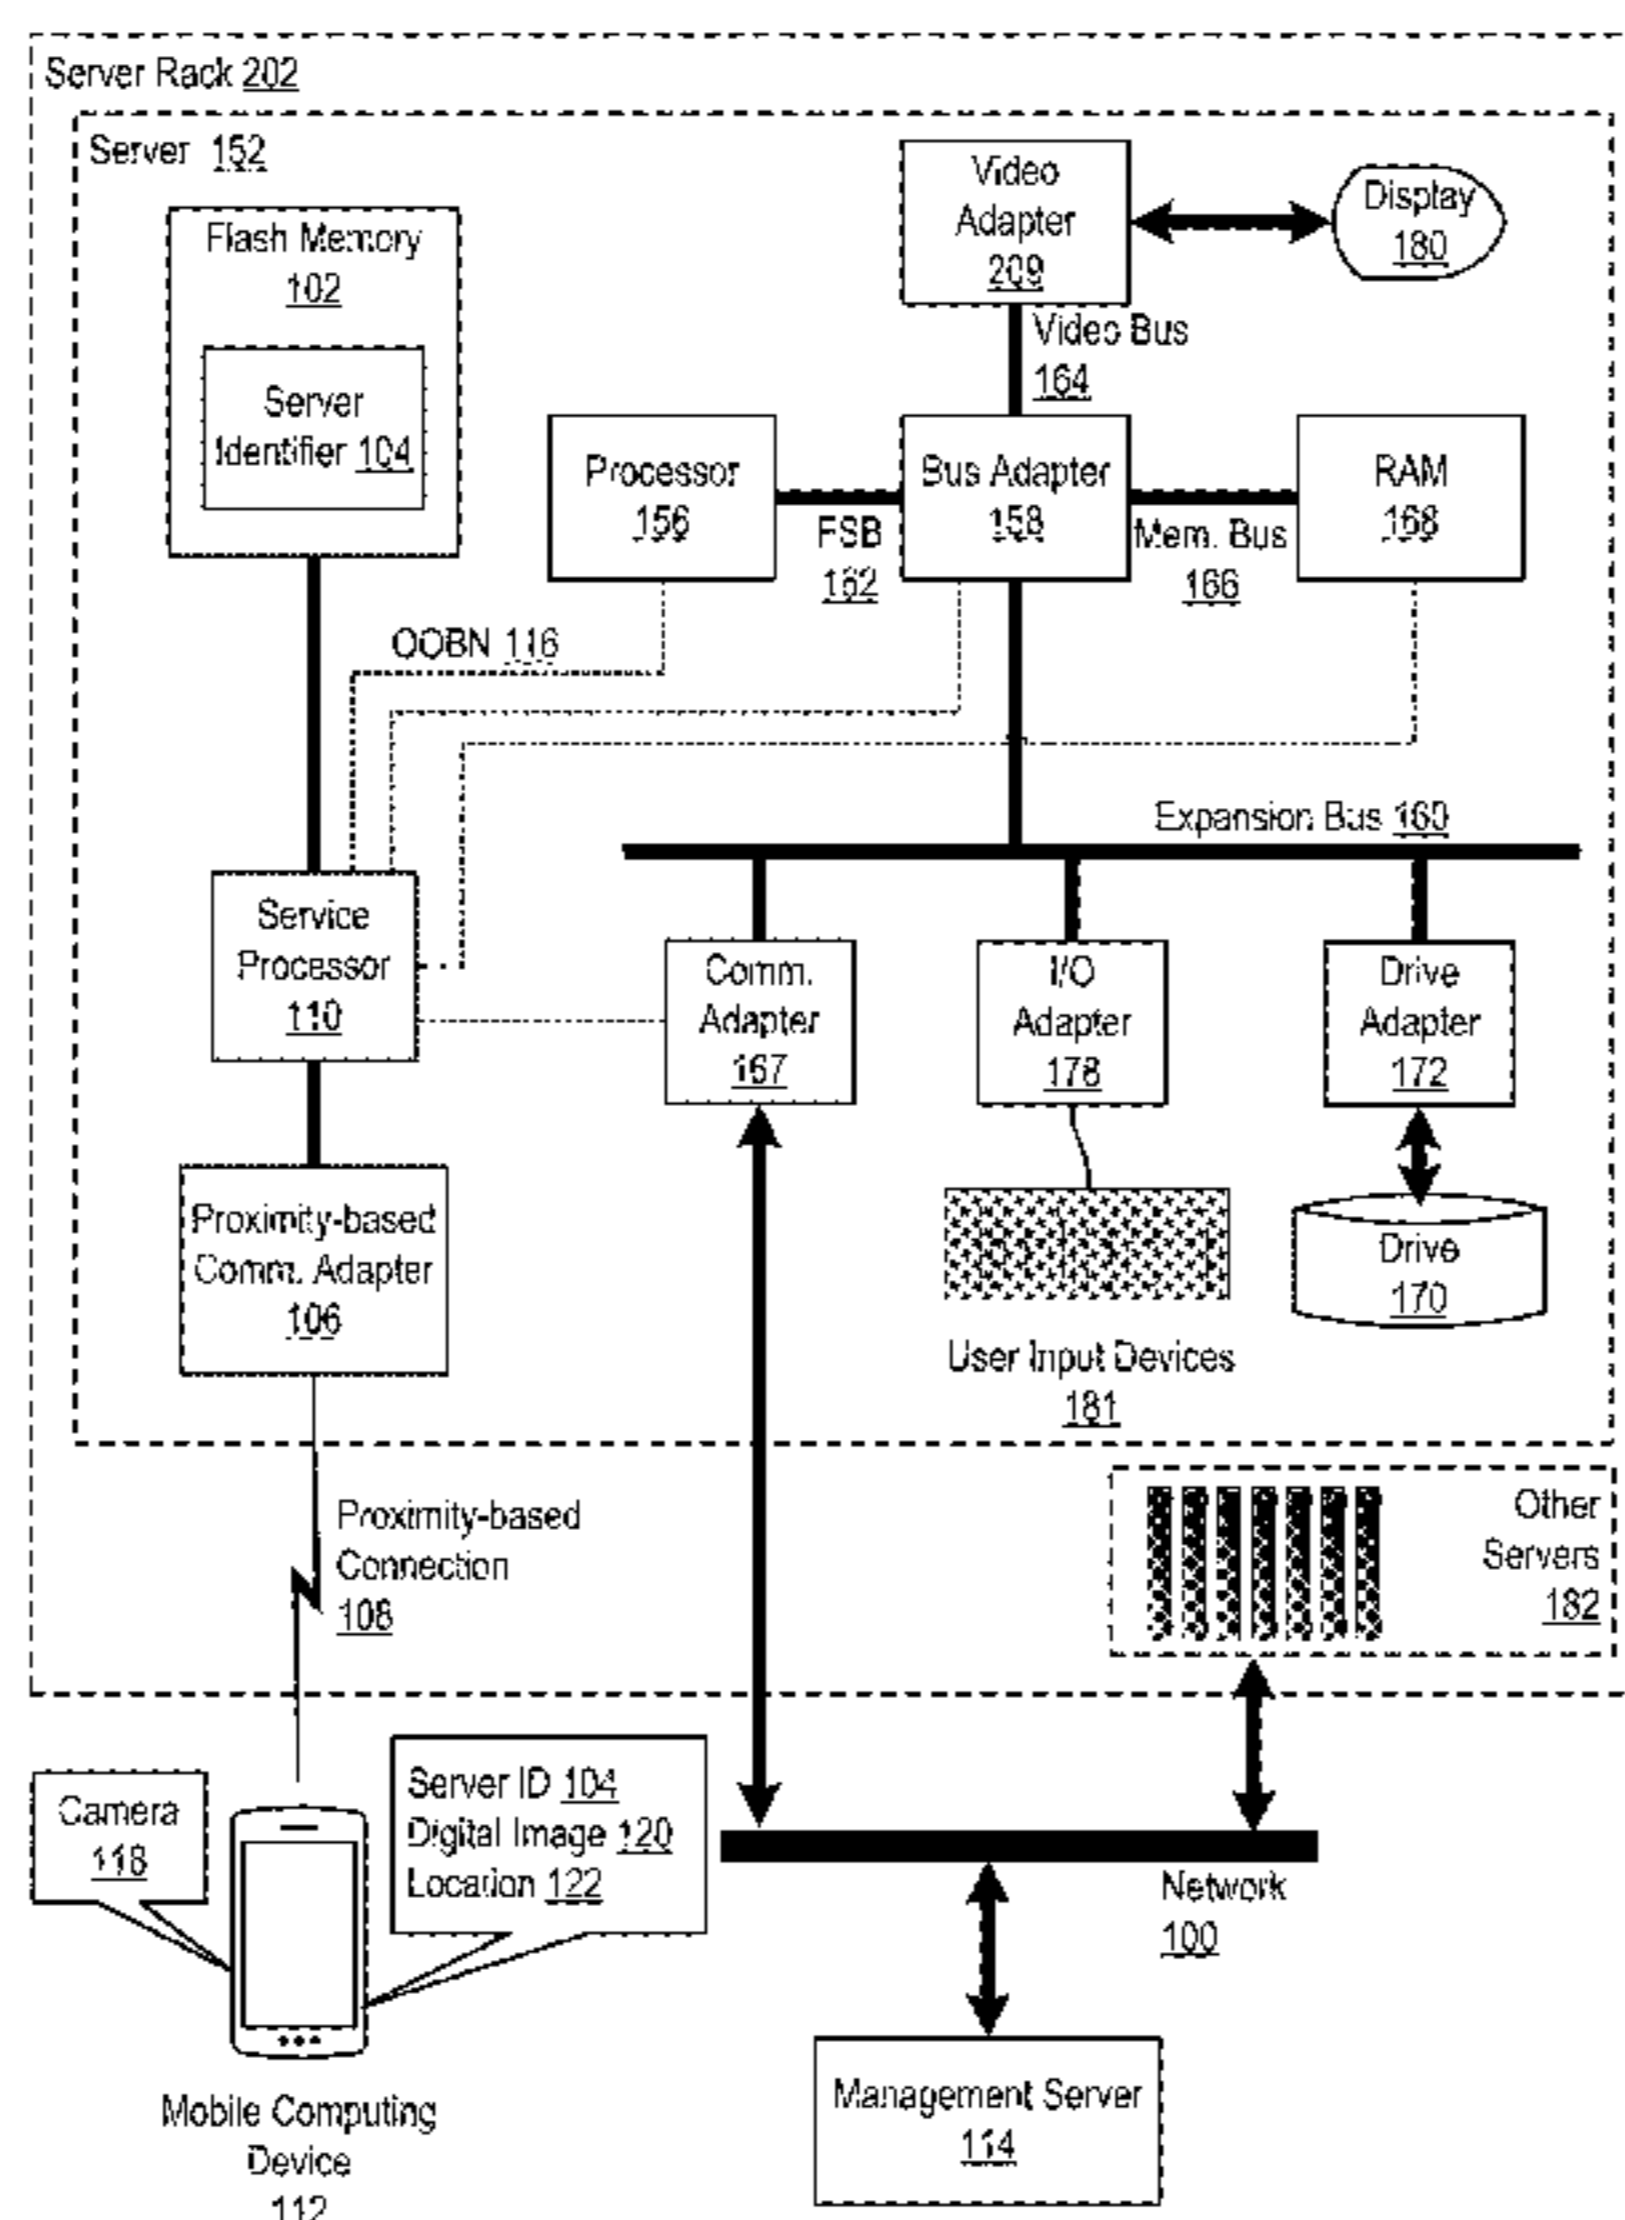 Server Rack 202
Server 152
Flash Memory
102
Server
Identifier 104
Video
Adapter
209
Display
180
Video Bus
164
Processor
156
FSB
162
Bus Adapter
158
Mem. Bus
166
RAM
168
OOBN 116
Expansion Bus 160
Service
Processor
110
Comm.
Adapter
167
I/O
Adapter
178
Drive
Adapter
172
Proximity-based
Comm. Adapter
106
Drive
170
User Input Devices
181
Proximity-based
Connection
108
Other
Servers
182
Camera
118
Server ID 104
Digital Image 120
Location 122
Network
100
Mobile Computing
Device
112
Management Server
114